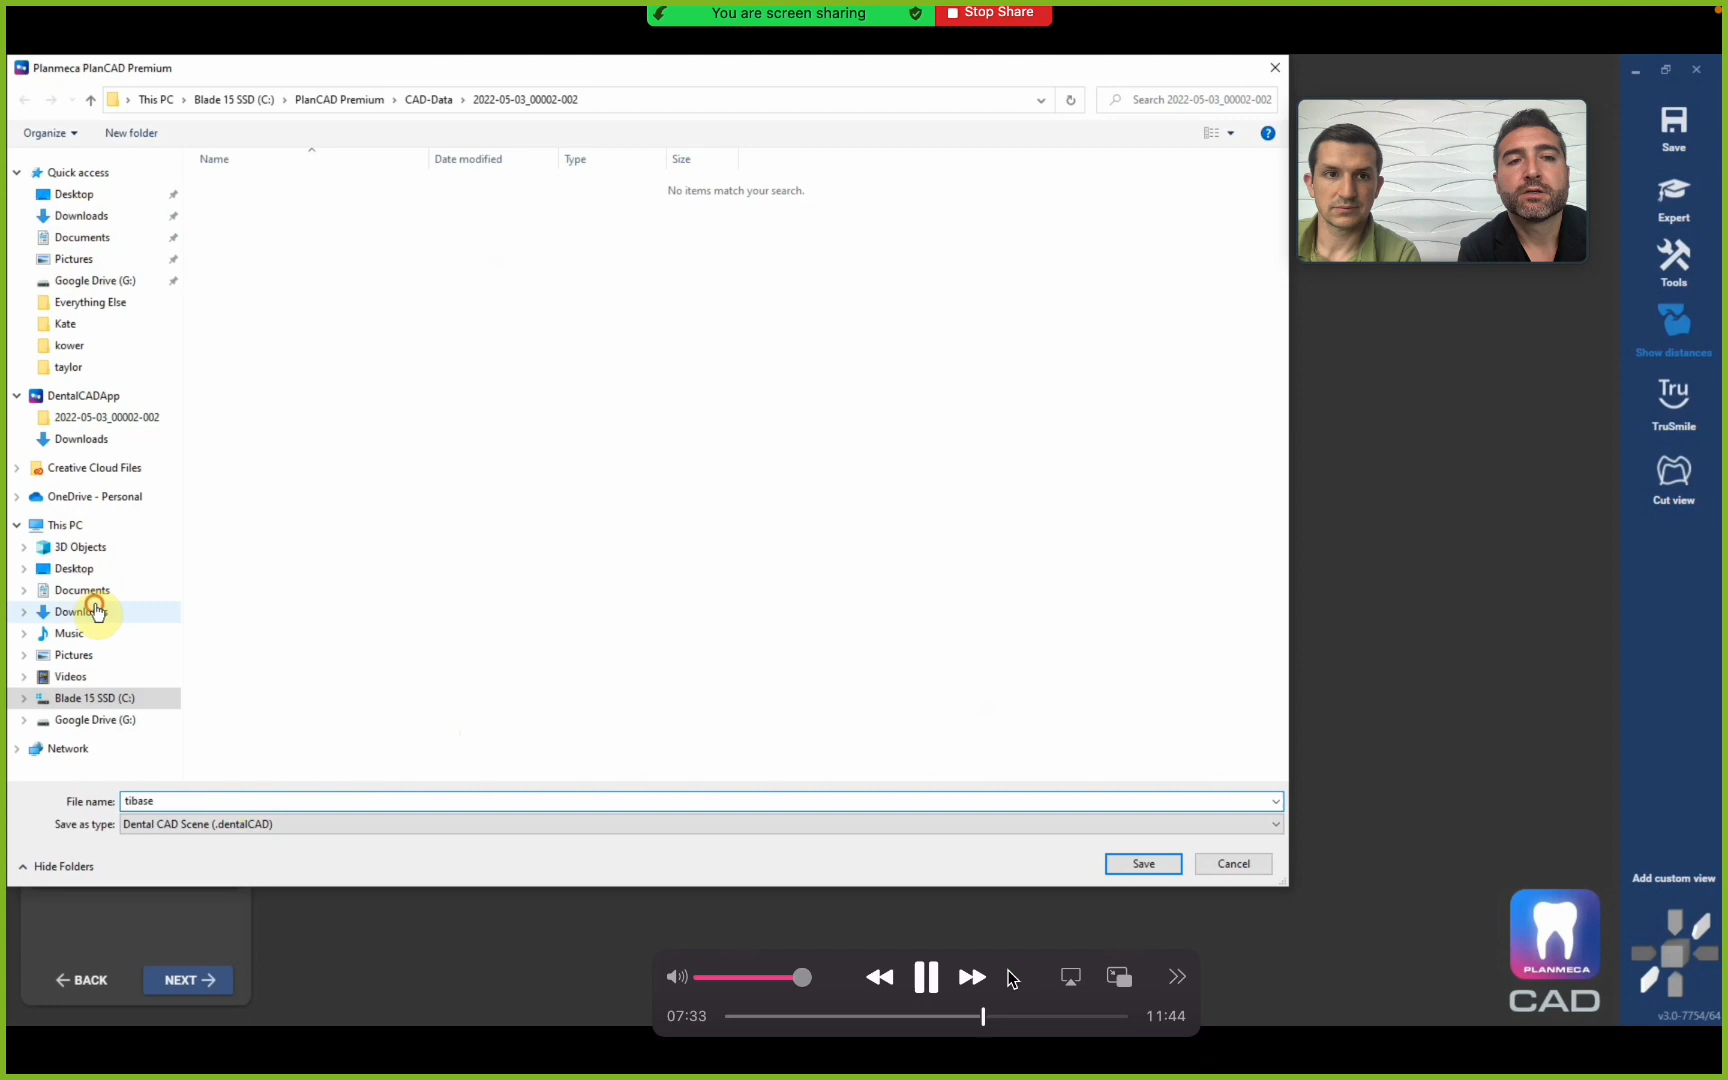 You are screen sharing
Stop Share
Planmeca PlanCAD Premium
This PC > Blade 15 SSD (C:) > PlanCAD Premium > CAD-Data > 2022-05-03_00002-002
Search 2022-05-03_00002-002
Organize
New folder
Name
Date modified
Type
Size
No items match your search.
Quick access
Desktop
Downloads
Documents
Pictures
Google Drive (G:)
Everything Else
Kate
kower
taylor
DentalCADApp
2022-05-03_00002-002
Downloads
Creative Cloud Files
OneDrive - Personal
This PC
3D Objects
Desktop
Documents
Downloads
Music
Pictures
Videos
Blade 15 SSD (C:)
Google Drive (G:)
Network
File name: tibase
Save as type: Dental CAD Scene (.dentalCAD)
Hide Folders
Save
Cancel
Save
Expert
Tools
Show distances
Tru
TruSmile
Cut view
Add custom view
PLANMECA
CAD
v3.0-7754/64
BACK
NEXT
07:33
11:44